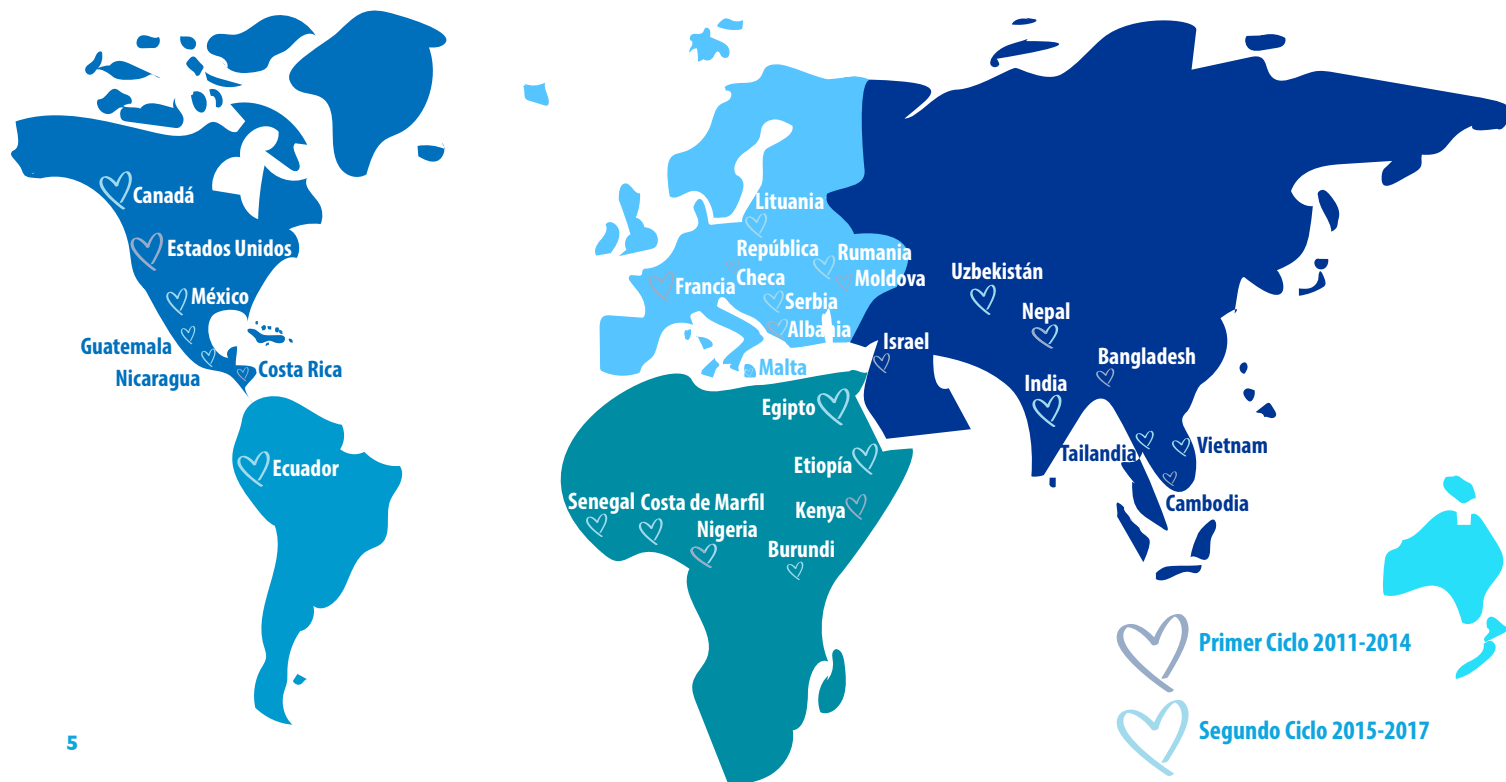 Canadá
Estados Unidos
México
Guatemala
Nicaragua
Costa Rica
Ecuador
Lituania
República
Checa
Rumania
Moldova
Francia
Serbia
Albania
Malta
Israel
Uzbekistán
Nepal
Bangladesh
India
Tailandia
Vietnam
Cambodia
Egipto
Etiopía
Kenya
Senegal
Costa de Marfil
Nigeria
Burundi
Primer Ciclo 2011-2014
Segundo Ciclo 2015-2017
5